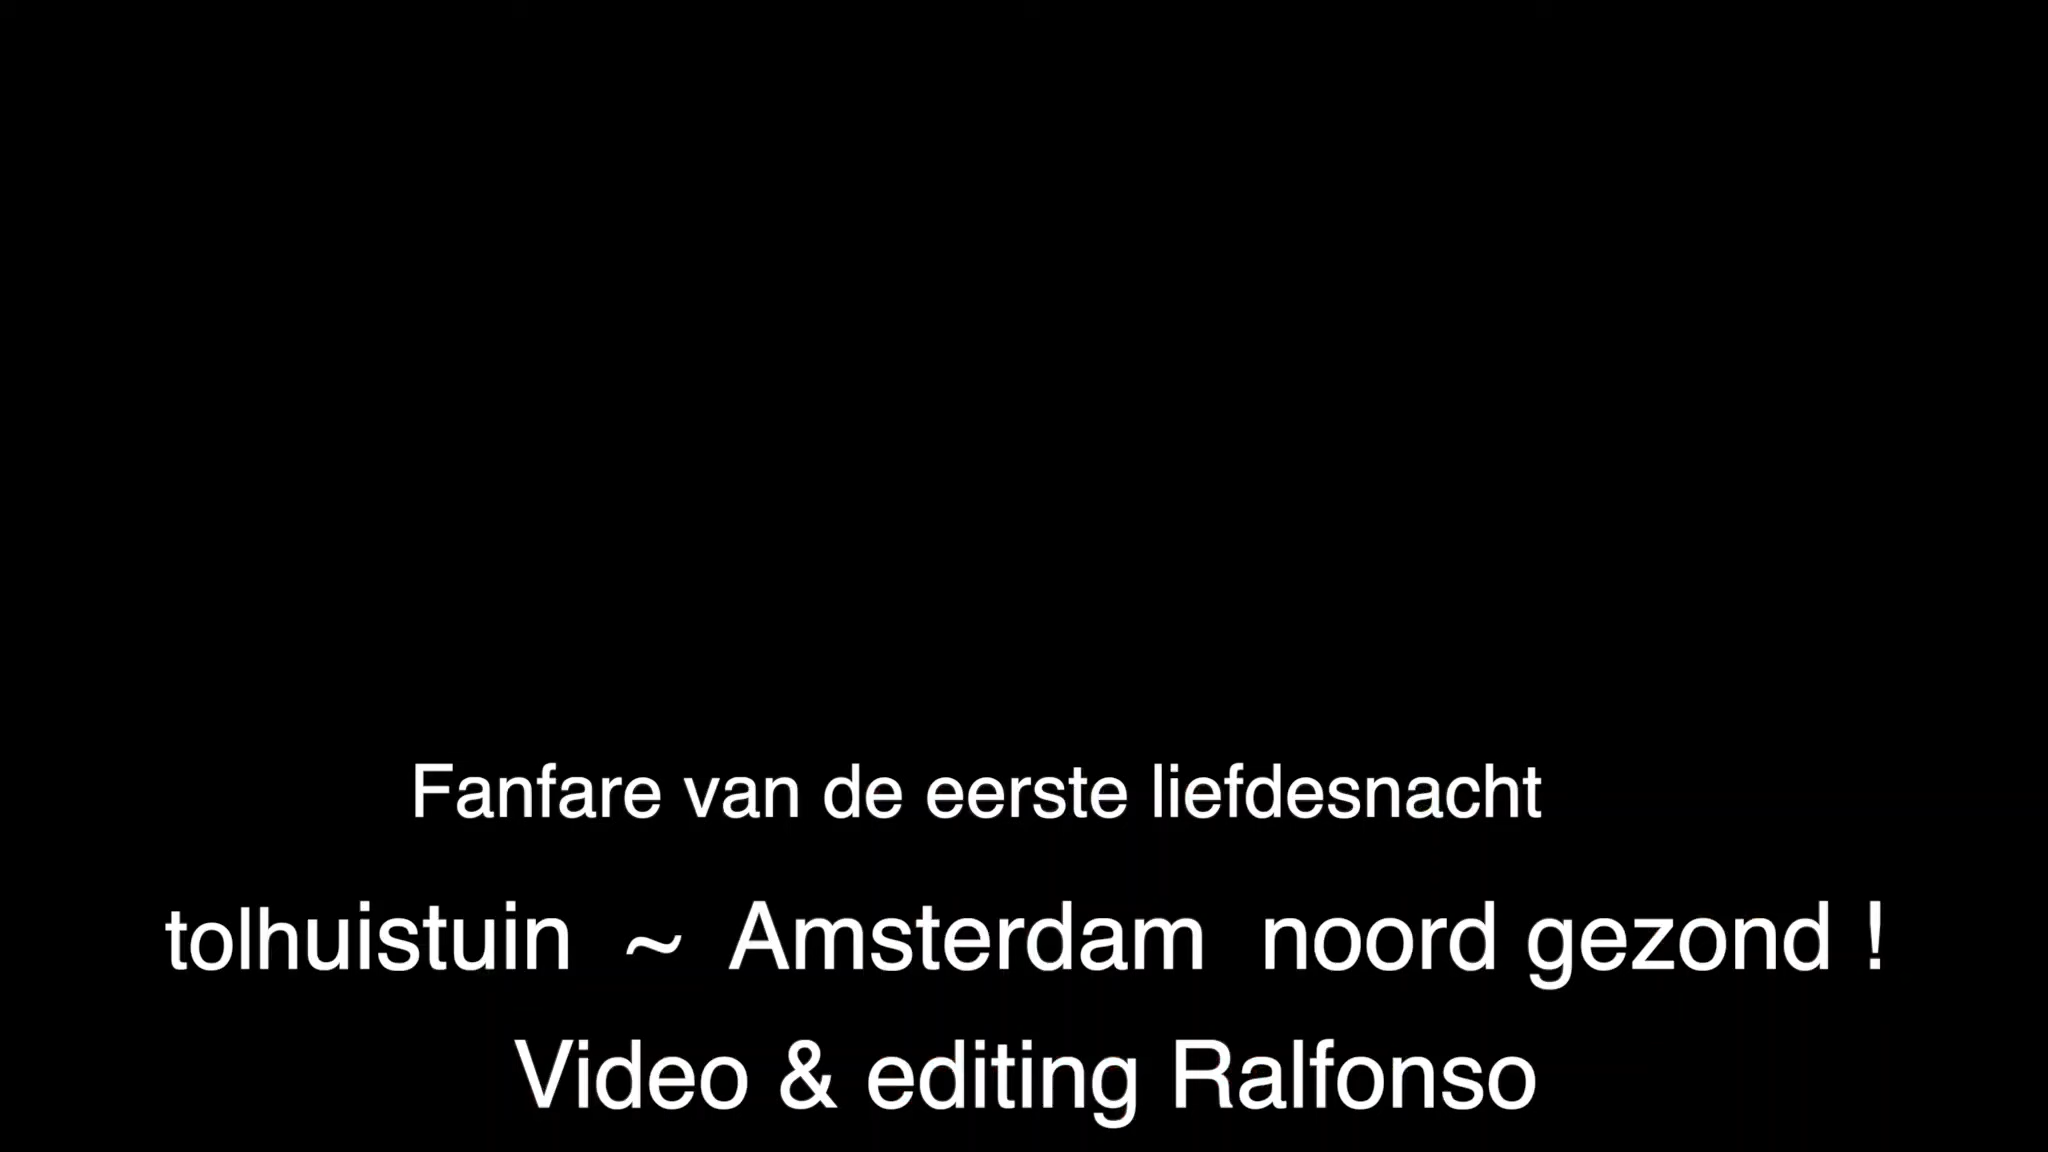 Fanfare van de eerste liefdesnacht
tolhuistuin ~ Amsterdam noord gezond !
Video & editing Ralfonso